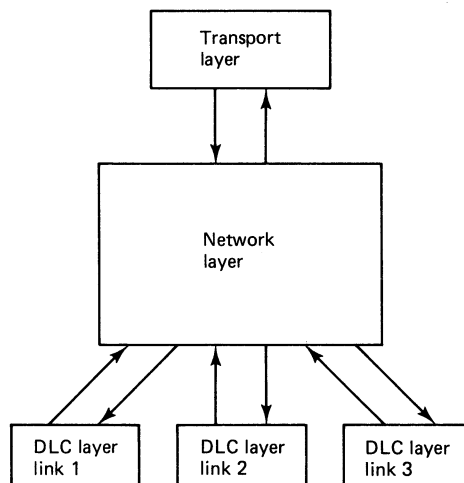 Transport
layer
Network
layer
DLC layer
link 1
DLC layer
link 2
DLC layer
link 3